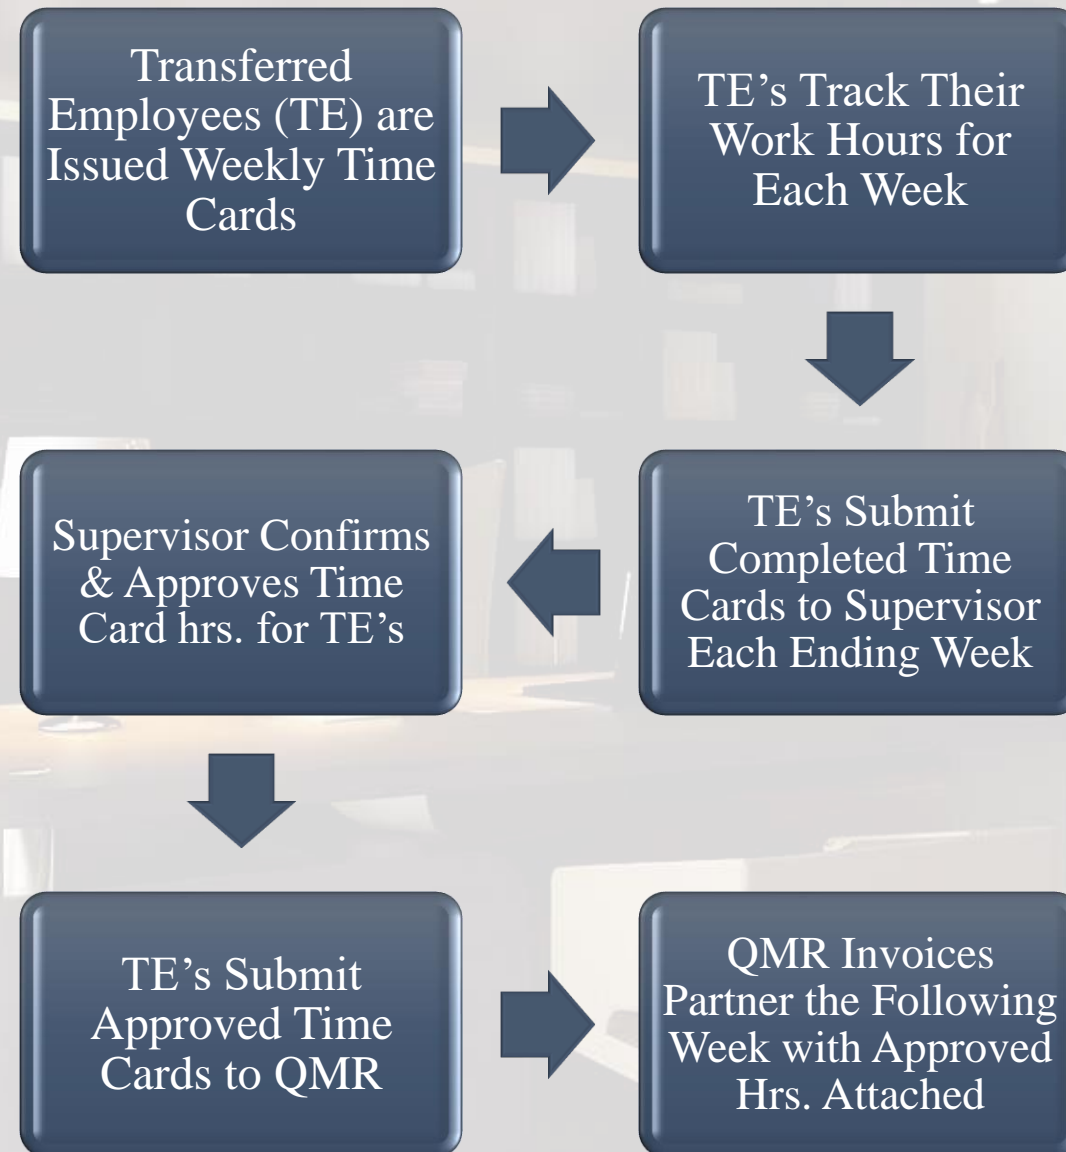 Transferred
Employees (TE) are
Issued Weekly Time
Cards
TE’s Track Their
Work Hours for
Each Week
TE’s Submit
Completed Time
Cards to Supervisor
Each Ending Week
Supervisor Confirms
& Approves Time
Card hrs. for TE’s
TE’s Submit
Approved Time
Cards to QMR
QMR Invoices
Partner the Following
Week with Approved
Hrs. Attached